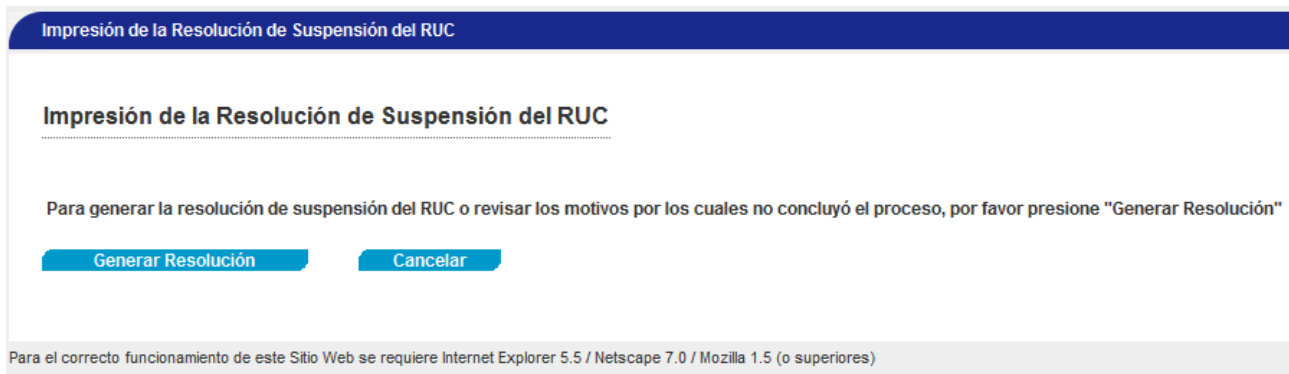 Impresión de la Resolución de Suspensión del RUC
Impresión de la Resolución de Suspensión del RUC
Para generar la resolución de suspensión del RUC o revisar los motivos por los cuales no concluyó el proceso, por favor presione "Generar Resolución"
Generar Resolución
Cancelar
Para el correcto funcionamiento de este Sitio Web se requiere Internet Explorer 5.5 / Netscape 7.0 / Mozilla 1.5 (o superiores)